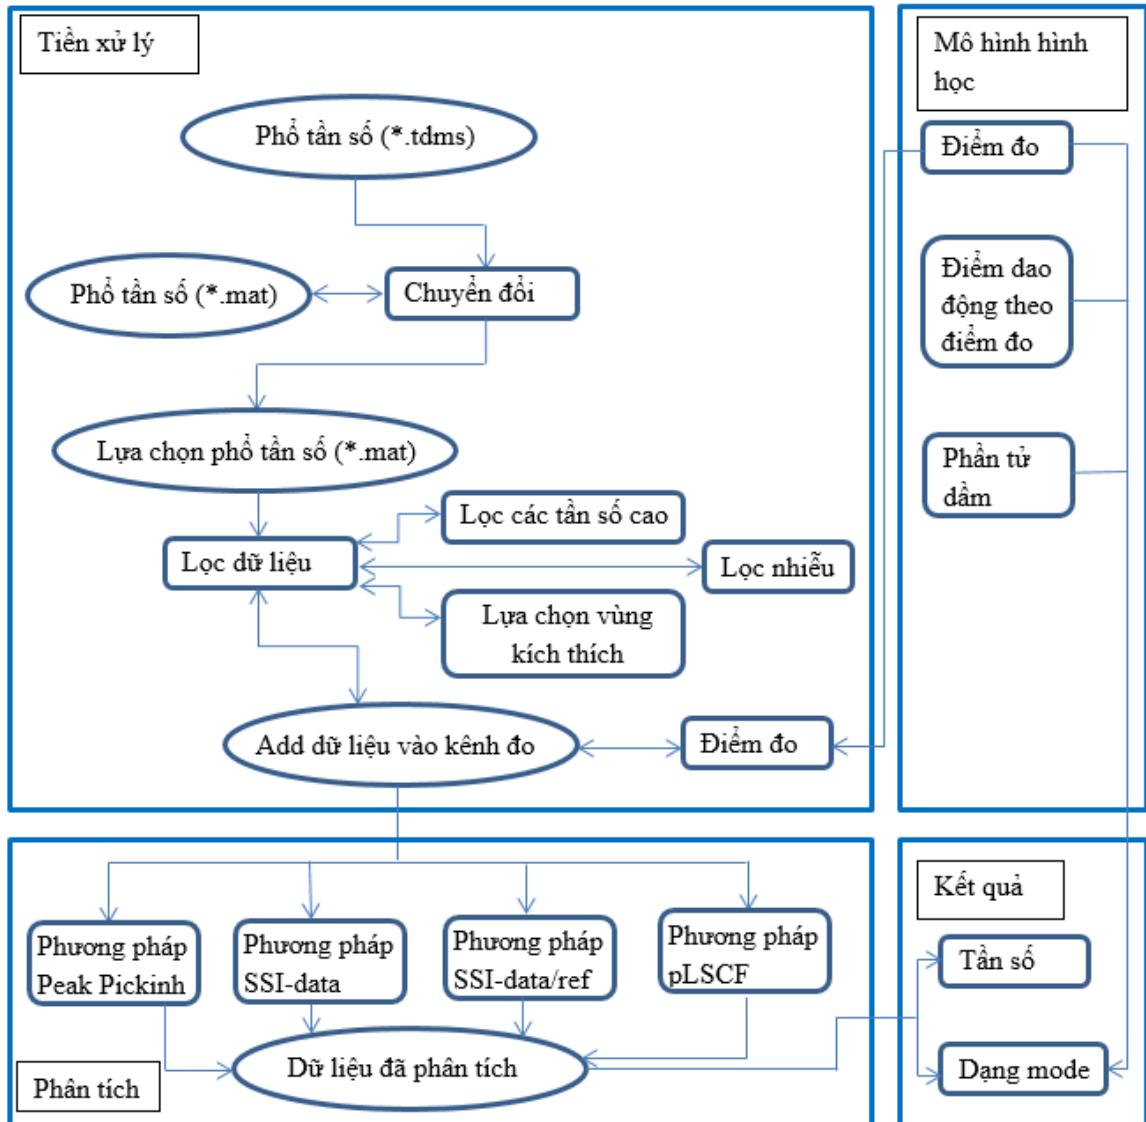 Tiền xử lý
Phổ tần số (*.tdms)
Phổ tần số (*.mat)
Chuyển đổi
Lựa chọn phổ tần số (*.mat)
Lọc các tần số cao
Lọc dữ liệu
Lọc nhiễu
Lựa chọn vùng
kích thích
Add dữ liệu vào kênh đo
Điểm đo
Mô hình hình
học
Điểm đo
Điểm dao
động theo
điểm đo
Phần tử
dầm
Phương pháp
Peak Pickinh
Phương pháp
SSI-data
Phương pháp
SSI-data/ref
Phương pháp
pLSCF
Dữ liệu đã phân tích
Phân tích
Kết quả
Tần số
Dạng mode